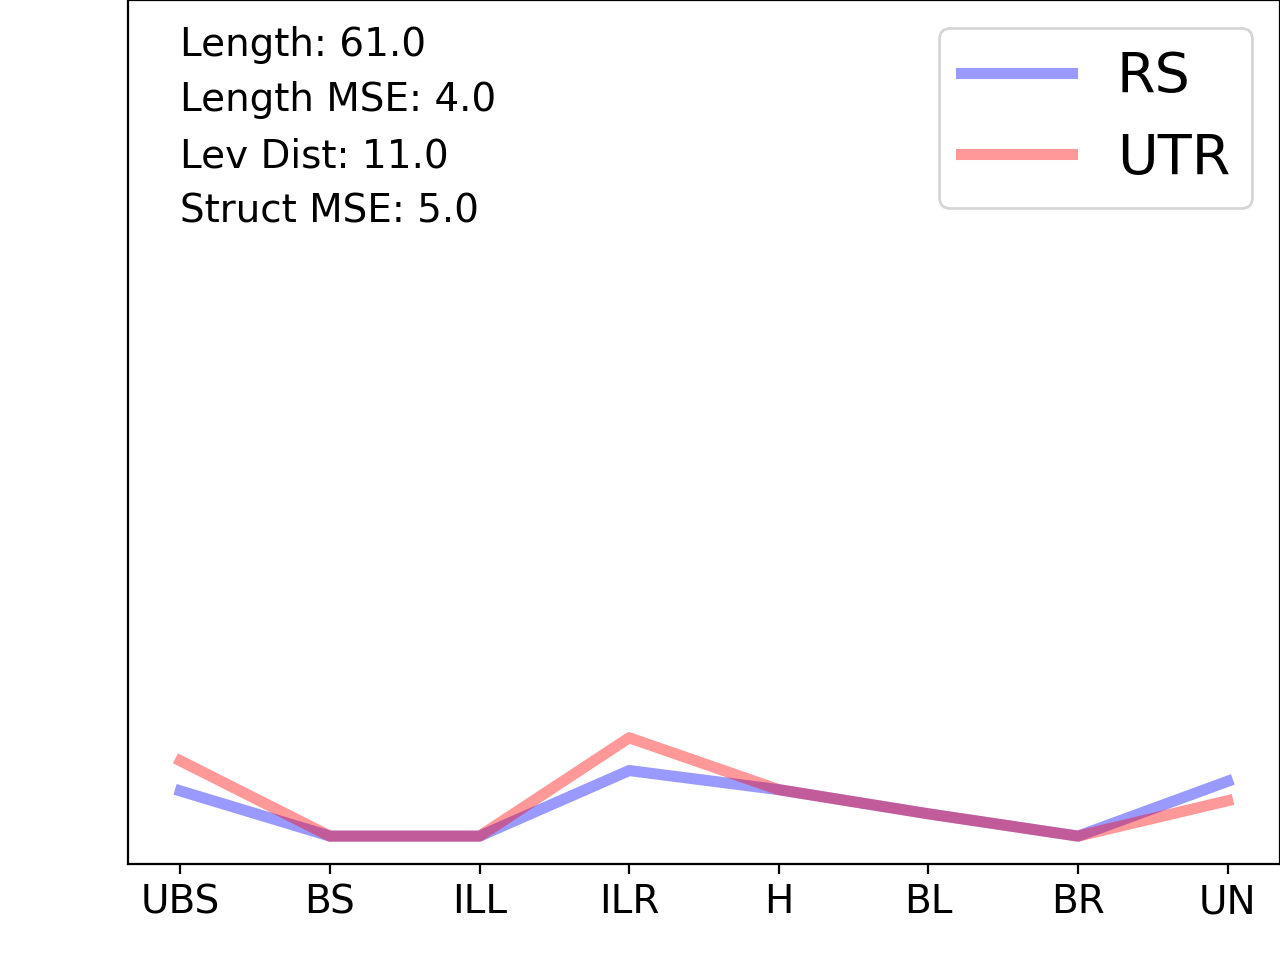 Length: 61.0
Length MSE: 4.0
Lev Dist: 11.0
Struct MSE: 5.0
RS
UTR
UBS BS ILL ILR H BL BR UN